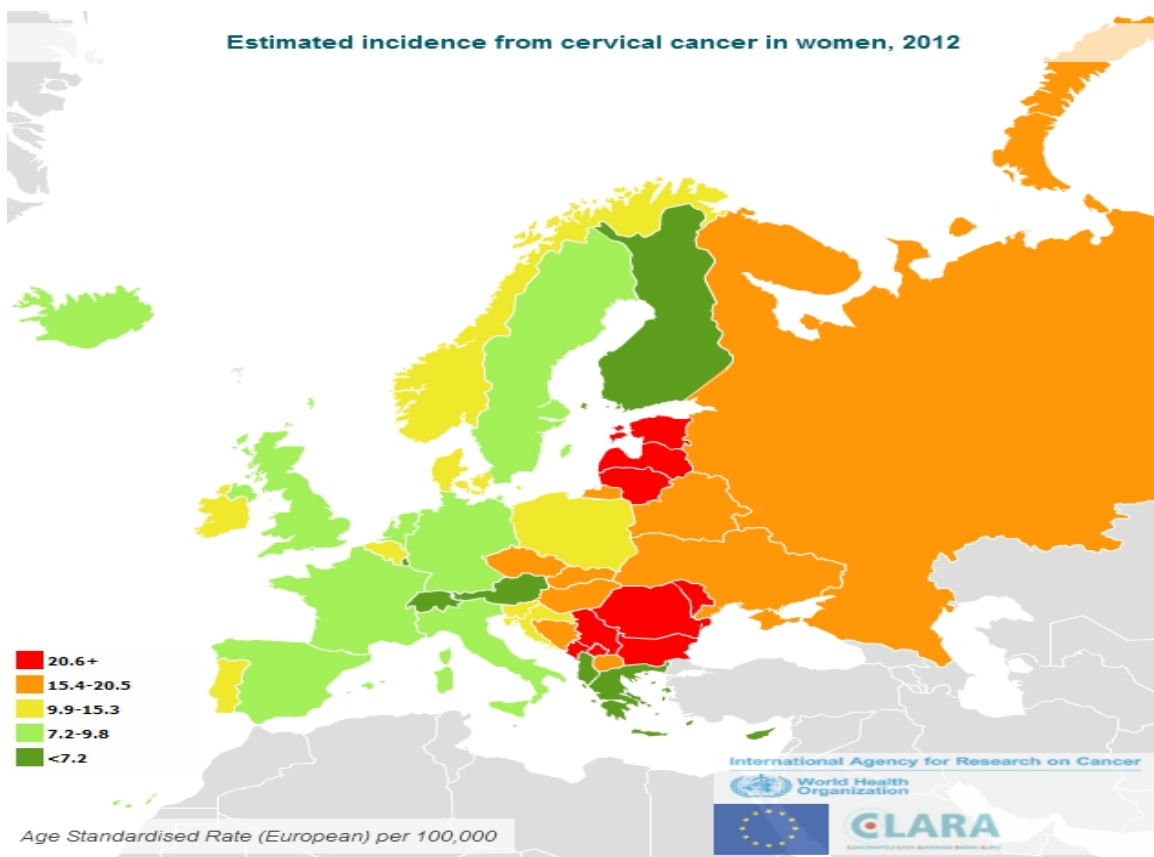 Estimated incidence from cervical cancer in women, 2012
20.6+
15.4-20.5
9.9-15.3
7.2-9.8
<7.2
International Agency for Research on Cancer
World Health
Organization
CLARA
Age Standardised Rate (European) per 100,000